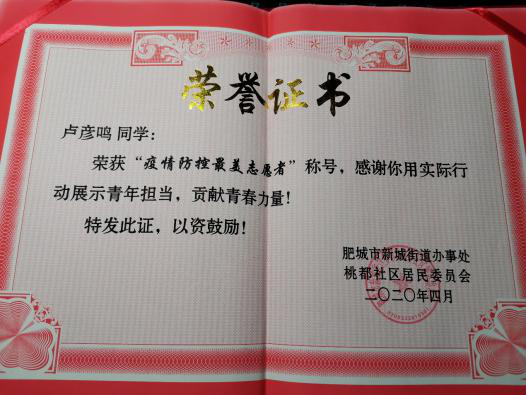 荣誉证书
卢彦鸣 同学：
荣获“疫情防控最美志愿者”称号，感谢你用实际行
动展示青年担当，贡献青春力量！
特发此证，以资鼓励！
肥城市新城街道办事处
桃都社区居民委员会
二〇二〇年四月